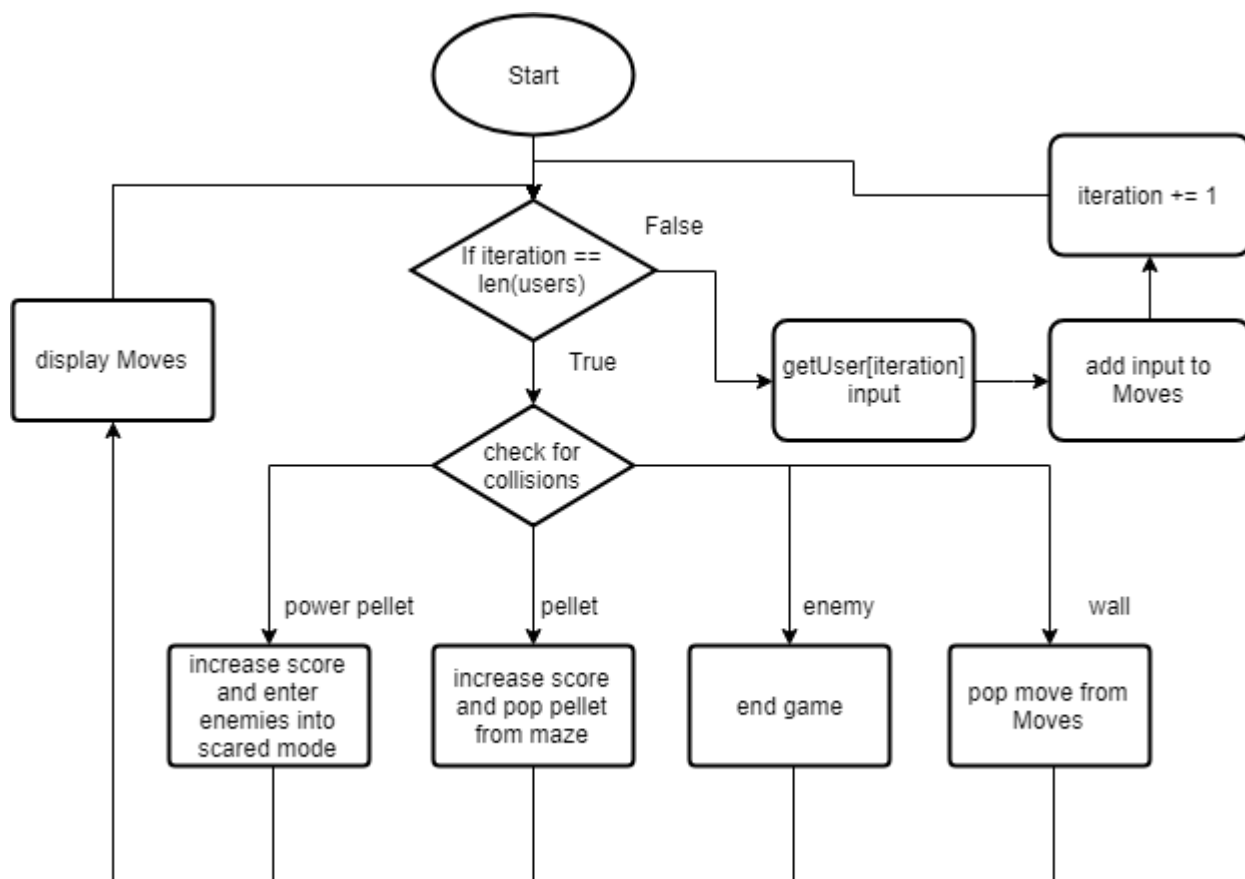 Start
iteration += 1
False
If iteration ==
len(users)
display Moves
True
getUser[iteration]
input
add input to
Moves
check for
collisions
power pellet
pellet
enemy
wall
increase score
and enter
enemies into
scared mode
increase score
and pop pellet
from maze
end game
pop move from
Moves